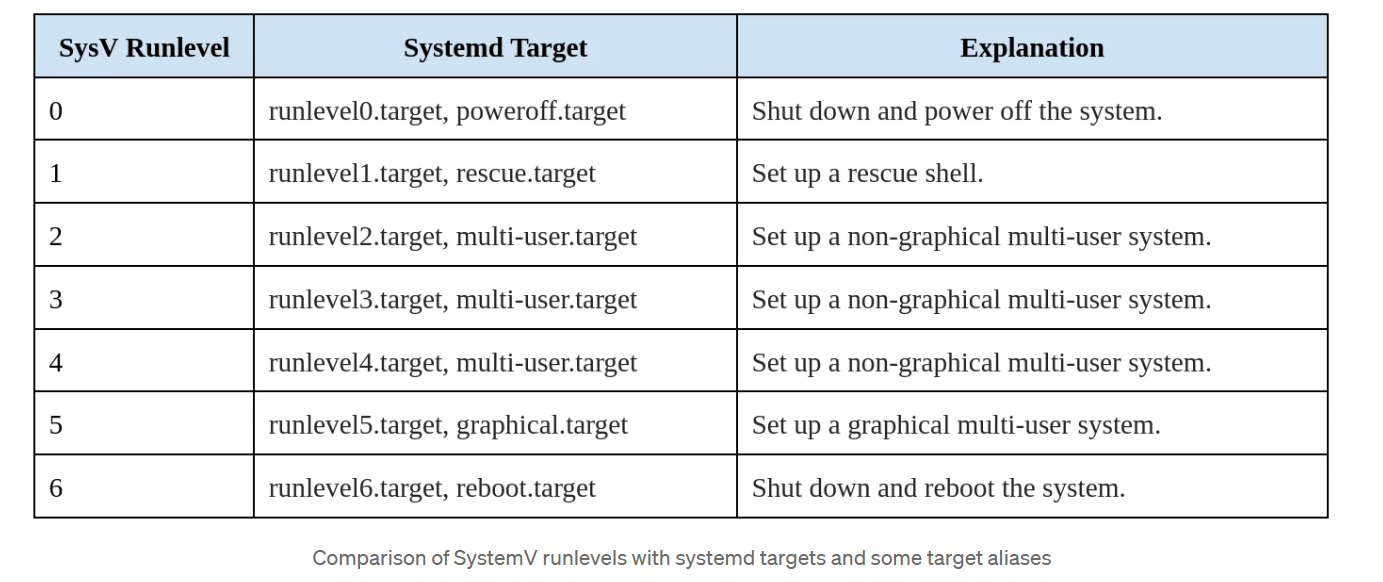 SysV Runlevel Systemd Target Explanation
0 runlevel0.target, poweroff.target Shut down and power off the system.
1 runlevel1.target, rescue.target Set up a rescue shell.
2 runlevel2.target, multi-user.target Set up a non-graphical multi-user system.
3 runlevel3.target, multi-user.target Set up a non-graphical multi-user system.
4 runlevel4.target, multi-user.target Set up a non-graphical multi-user system.
5 runlevel5.target, graphical.target Set up a graphical multi-user system.
6 runlevel6.target, reboot.target Shut down and reboot the system.
Comparison of SystemV runlevels with systemd targets and some target aliases